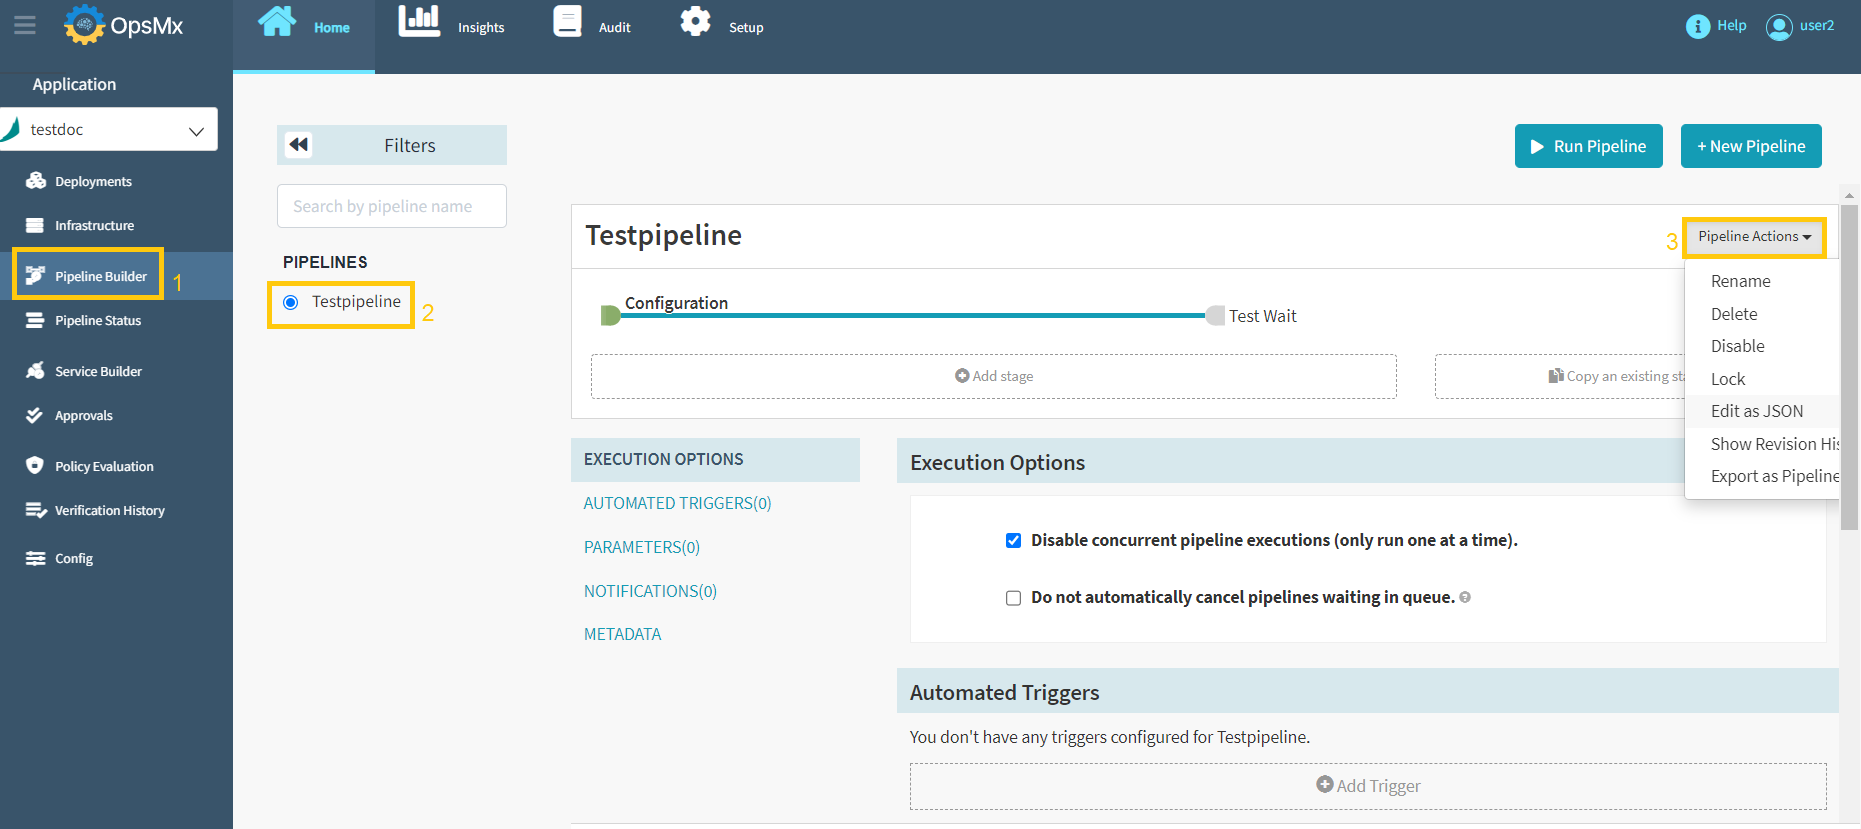 OpsMx
Home
Insights
Audit
Setup
Help
user2
Application
testdoc
Deployments
Infrastructure
Pipeline Builder
1
Pipeline Status
Service Builder
Approvals
Policy Evaluation
Verification History
Config
Filters
Search by pipeline name
PIPELINES
Testpipeline
2
Run Pipeline
+ New Pipeline
Testpipeline
3
Pipeline Actions
Rename
Delete
Disable
Lock
Edit as JSON
Show Revision His
Export as Pipeline
Configuration
Test Wait
Add stage
Copy an existing sta
EXECUTION OPTIONS
AUTOMATED TRIGGERS(0)
PARAMETERS(0)
NOTIFICATIONS(0)
METADATA
Execution Options
Disable concurrent pipeline executions (only run one at a time).
Do not automatically cancel pipelines waiting in queue.
Automated Triggers
You don't have any triggers configured for Testpipeline.
Add Trigger